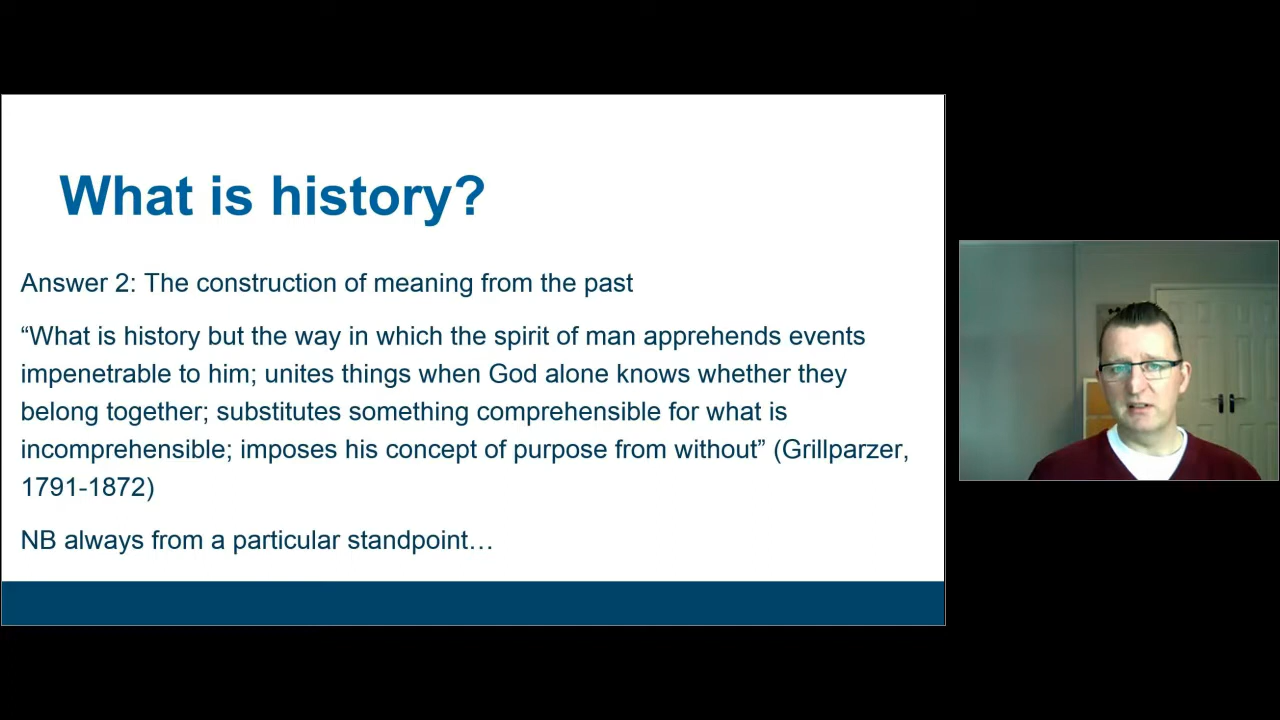 What is history?
Answer 2: The construction of meaning from the past
“What is history but the way in which the spirit of man apprehends events
impenetrable to him; unites things when God alone knows whether they
belong together; substitutes something comprehensible for what is
incomprehensible; imposes his concept of purpose from without” (Grillparzer,
1791-1872)
NB always from a particular standpoint…